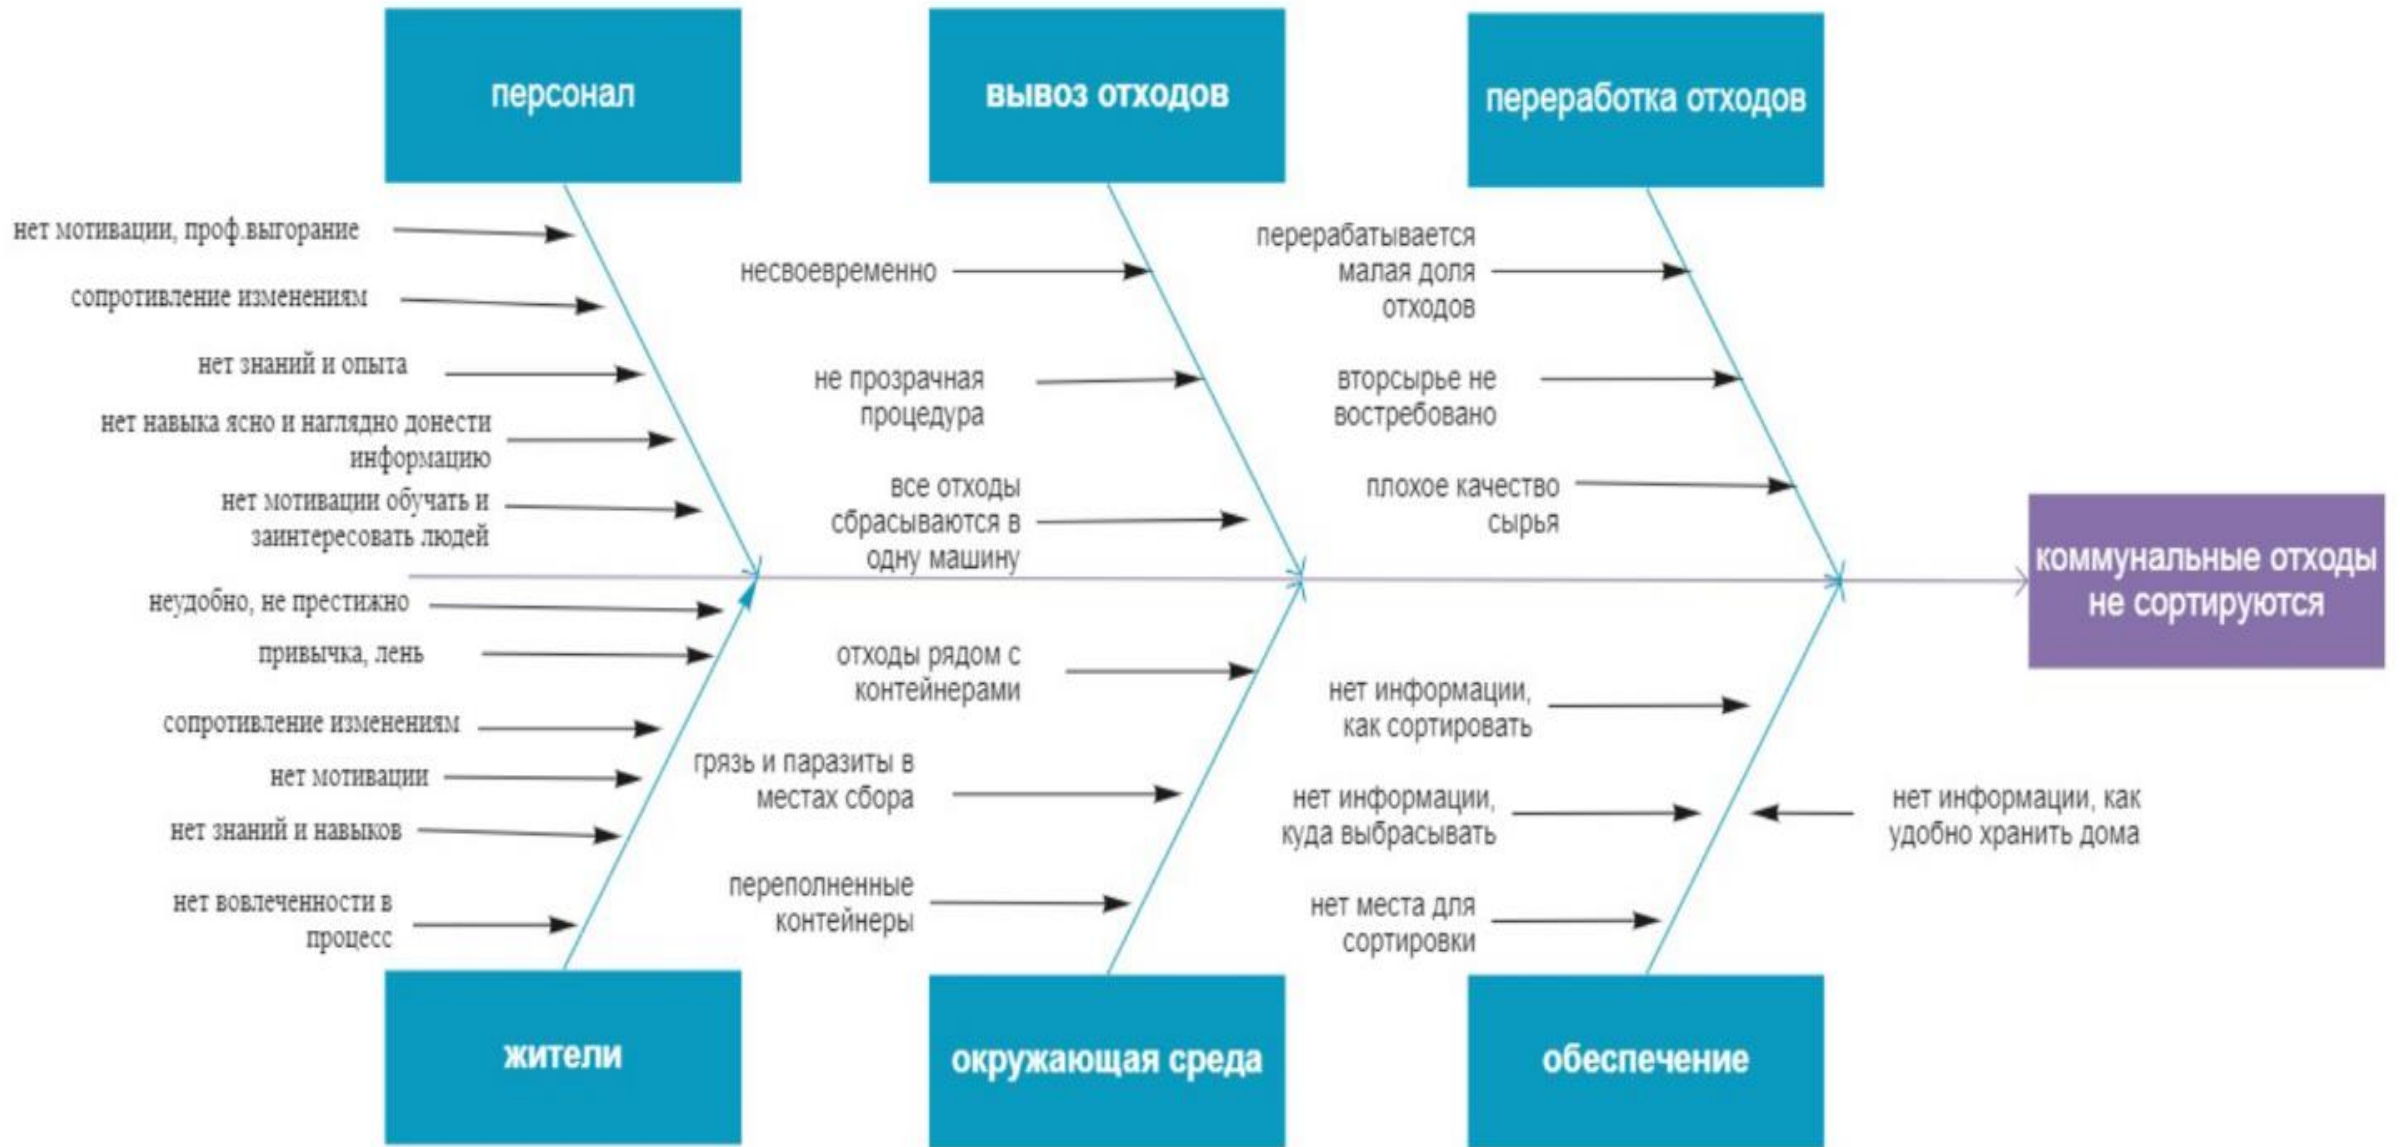 персонал
вывоз отходов
переработка отходов
нет мотивации, проф.выгорание
сопротивление изменениям
нет знаний и опыта
нет навыка ясно и наглядно донести
информацию
нет мотивации обучать и
заинтересовать людей
несвоевременно
не прозрачная
процедура
все отходы
сбрасываются в
одну машину
перерабатывается
малая доля
отходов
вторсырье не
востребовано
плохое качество
сырья
коммунальные отходы
не сортируются
неудобно, не престижно
привычка, лень
сопротивление изменениям
нет мотивации
нет знаний и навыков
нет вовлеченности в
процесс
отходы рядом с
контейнерами
грязь и паразиты в
местах сбора
переполненные
контейнеры
нет информации,
как сортировать
нет информации,
куда выбрасывать
нет места для
сортировки
нет информации, как
удобно хранить дома
жители
окружающая среда
обеспечение